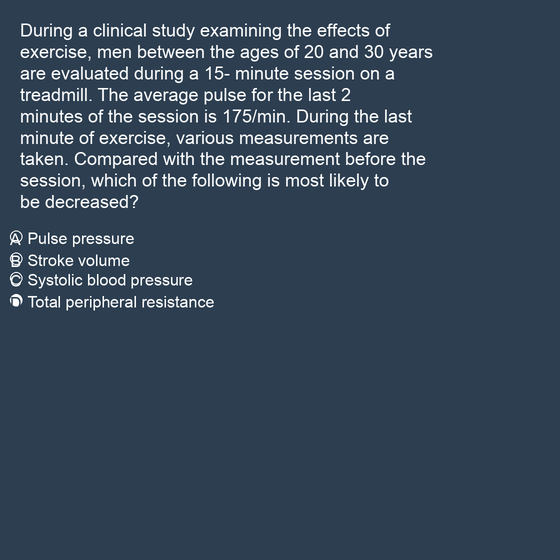 During a clinical study examining the effects of
exercise, men between the ages of 20 and 30 years
are evaluated during a 15- minute session on a
treadmill. The average pulse for the last 2
minutes of the session is 175/min. During the last
minute of exercise, various measurements are
taken. Compared with the measurement before the
session, which of the following is most likely to
be decreased?
A Pulse pressure
B Stroke volume
C Systolic blood pressure
D Total peripheral resistance